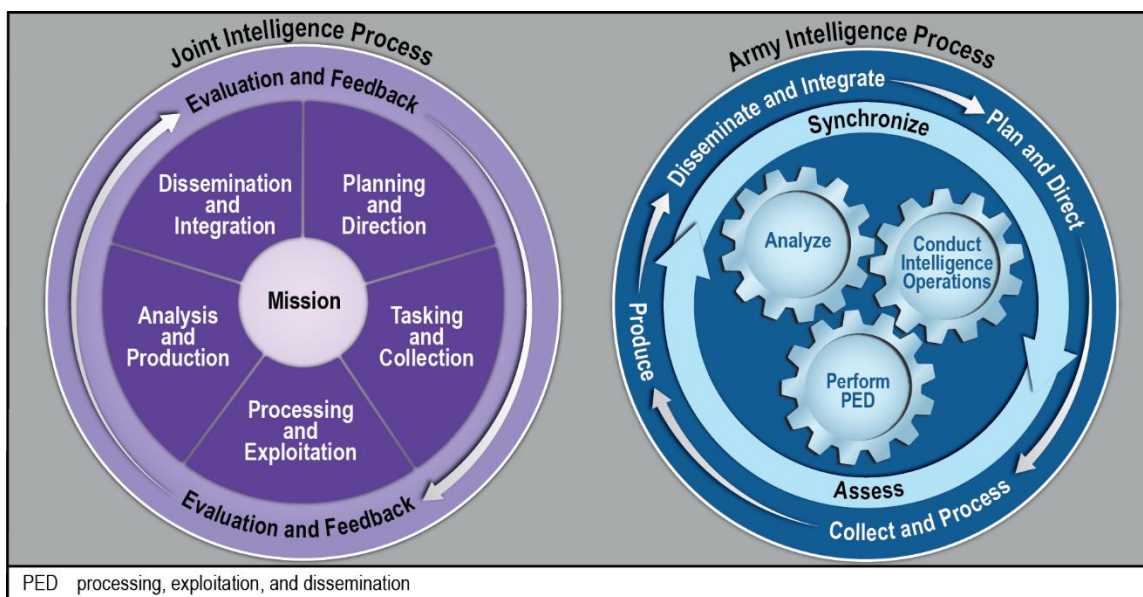 Joint Intelligence Process
Evaluation and Feedback
Dissemination
and
Integration
Planning
and
Direction
Mission
Analysis
and
Production
Tasking
and
Collection
Processing
and
Exploitation
Evaluation and Feedback
Army Intelligence Process
Disseminate and Integrate
Plan and Direct
Synchronize
Analyze
Conduct
Intelligence
Operations
Produce
Perform
PED
Assess
Collect and Process
PED processing, exploitation, and dissemination